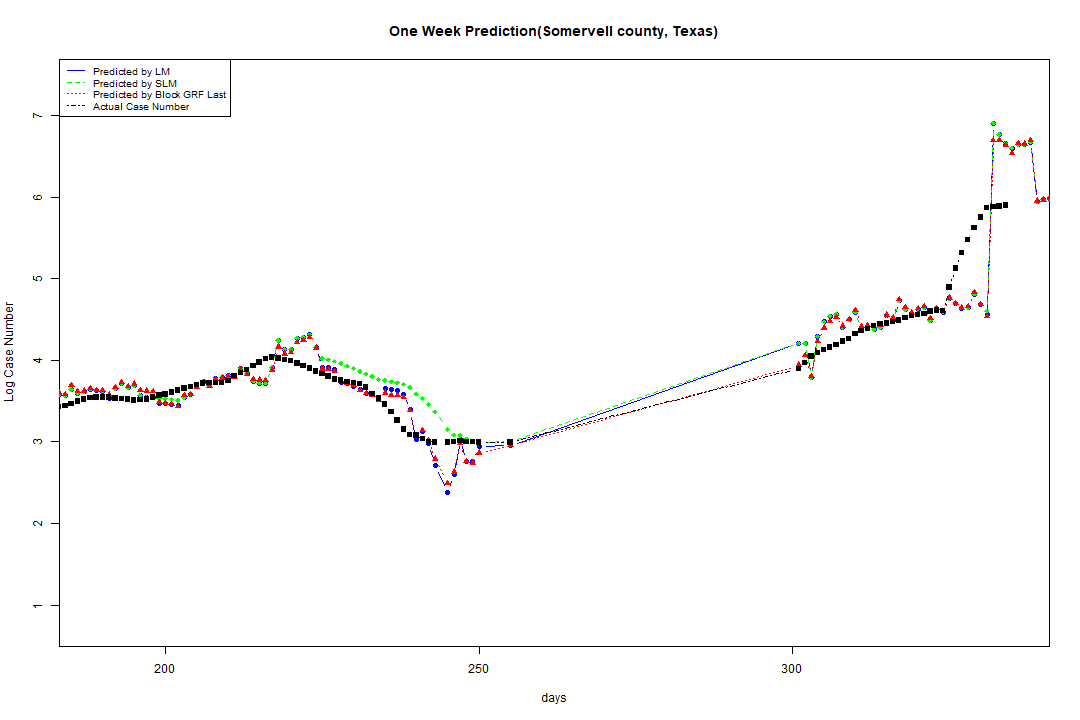 One Week Prediction(Somervell county, Texas)
Predicted by LM
Predicted by SLM
Predicted by Block GRF Last
Actual Case Number
7
6
5
4
3
2
1
Log Case Number
200
250
300
days